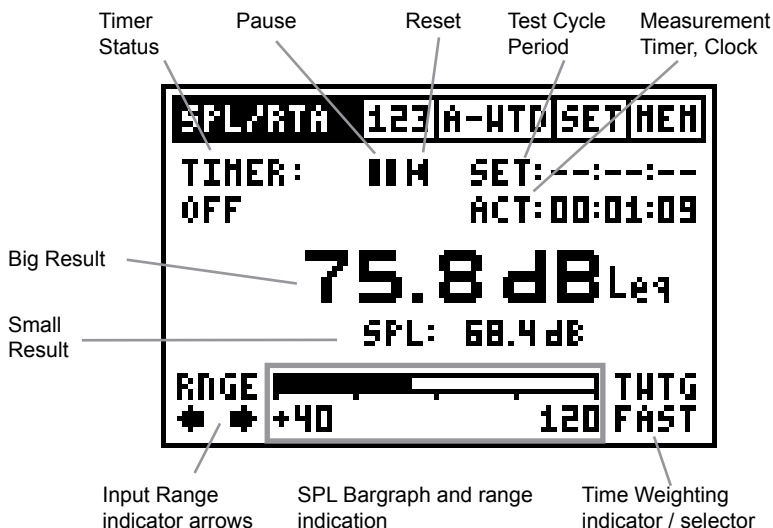 Timer Status
Pause
Reset
Test Cycle Period
Measurement Timer, Clock
SPL/RTA 123 A-WTD SET MEM
TIMER: SET:--:--:--
OFF ACT:00:01:09
Big Result
75.8 dB Leq
Small Result
SPL: 68.4 dB
RNGE TWTG
+40 120 FAST
Input Range indicator arrows
SPL Bargraph and range indication
Time Weighting indicator / selector